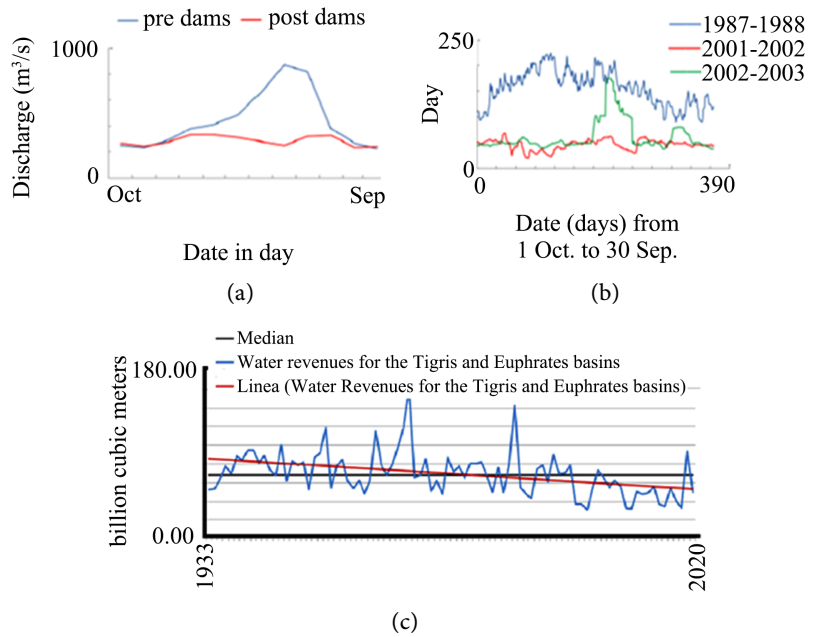 pre dams post dams
Discharge (m³/s)
1000
0
Oct Sep
Date in day
(a)
1987-1988
2001-2002
2002-2003
Day
250
0
0 390
Date (days) from
1 Oct. to 30 Sep.
(b)
Median
Water revenues for the Tigris and Euphrates basins
Linea (Water Revenues for the Tigris and Euphrates basins)
billion cubic meters
180.00
0.00
1933 2020
(c)